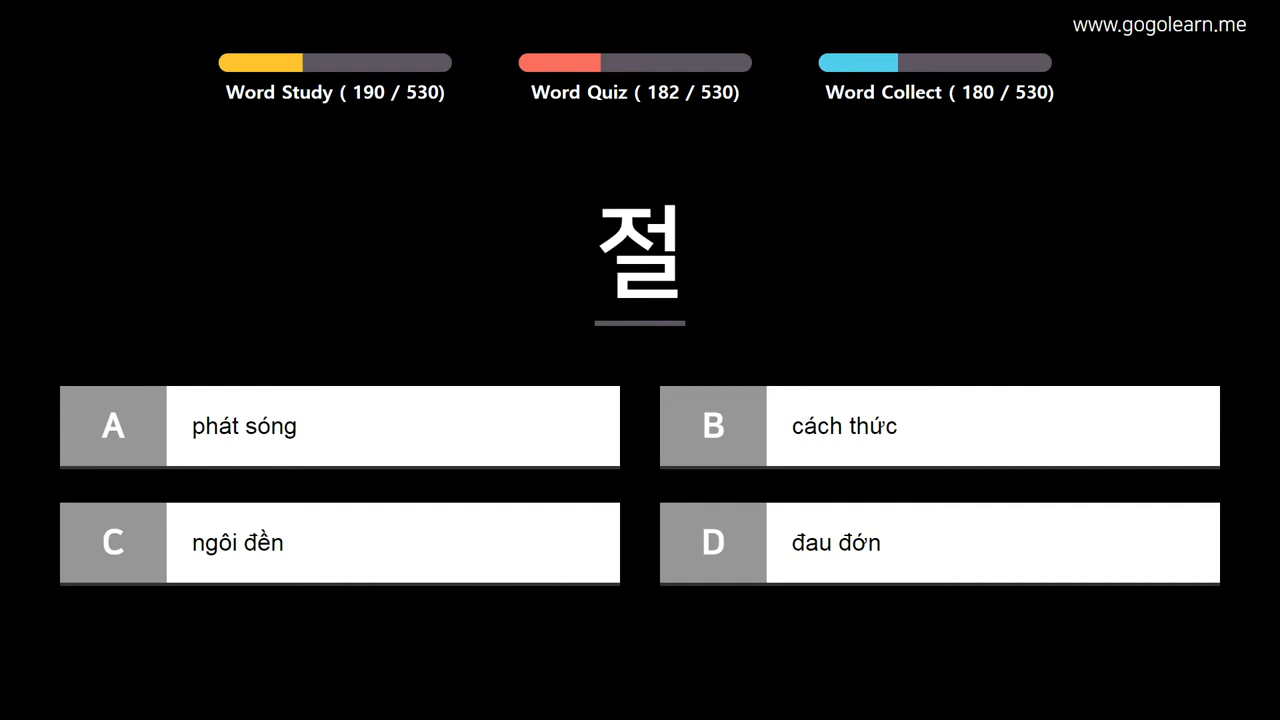 www.gogolearn.me
Word Study ( 190 / 530)
Word Quiz ( 182 / 530)
Word Collect ( 180 / 530)
절
A phát sóng
B cách thức
C ngôi đền
D đau đớn